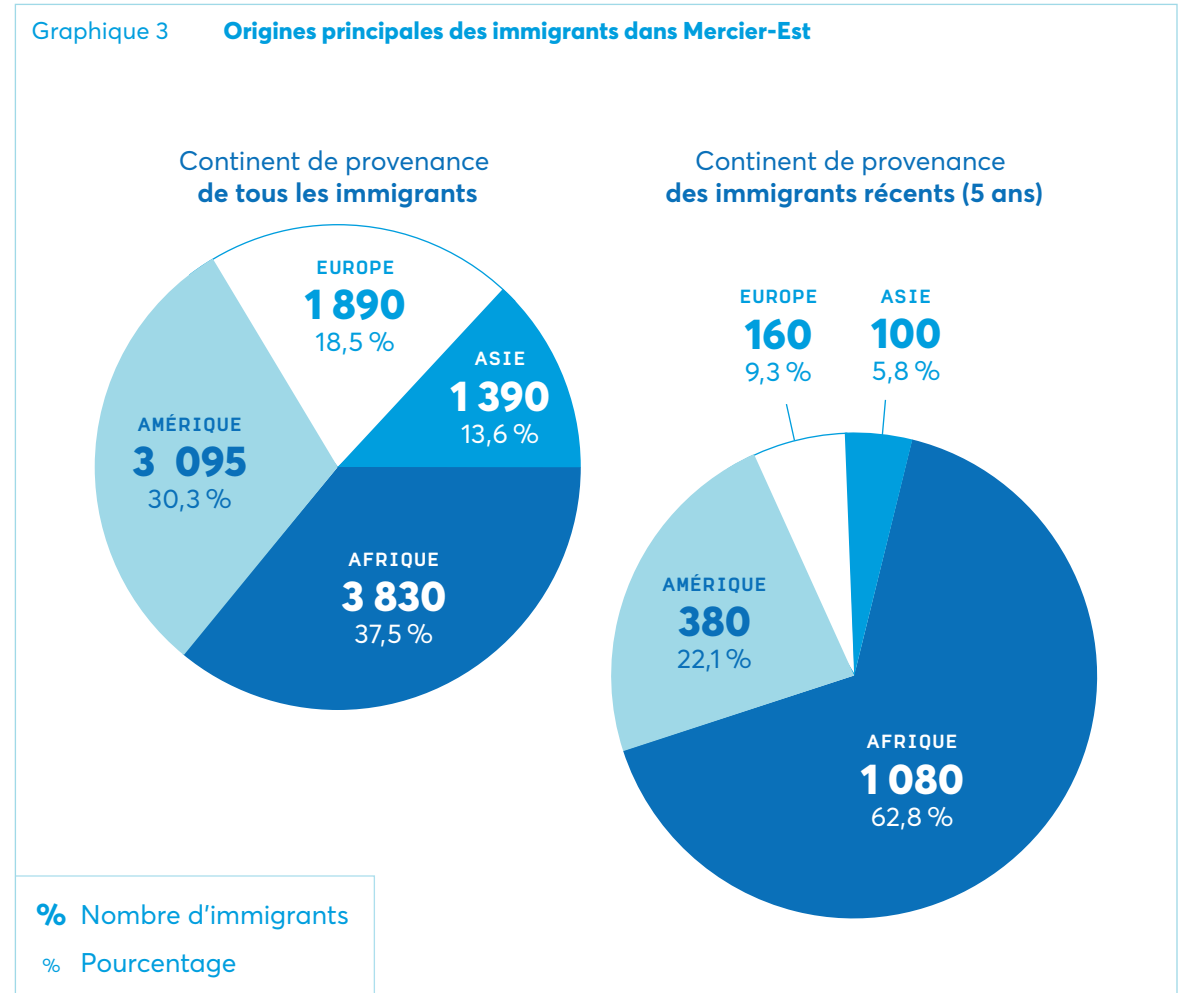 Graphique 3 Origines principales des immigrants dans Mercier-Est
Continent de provenance
de tous les immigrants
EUROPE
1 890
18,5 %
ASIE
1 390
13,6 %
AMÉRIQUE
3 095
30,3 %
AFRIQUE
3 830
37,5 %
Continent de provenance
des immigrants récents (5 ans)
EUROPE
160
9,3 %
ASIE
100
5,8 %
AMÉRIQUE
380
22,1 %
AFRIQUE
1 080
62,8 %
% Nombre d'immigrants
% Pourcentage